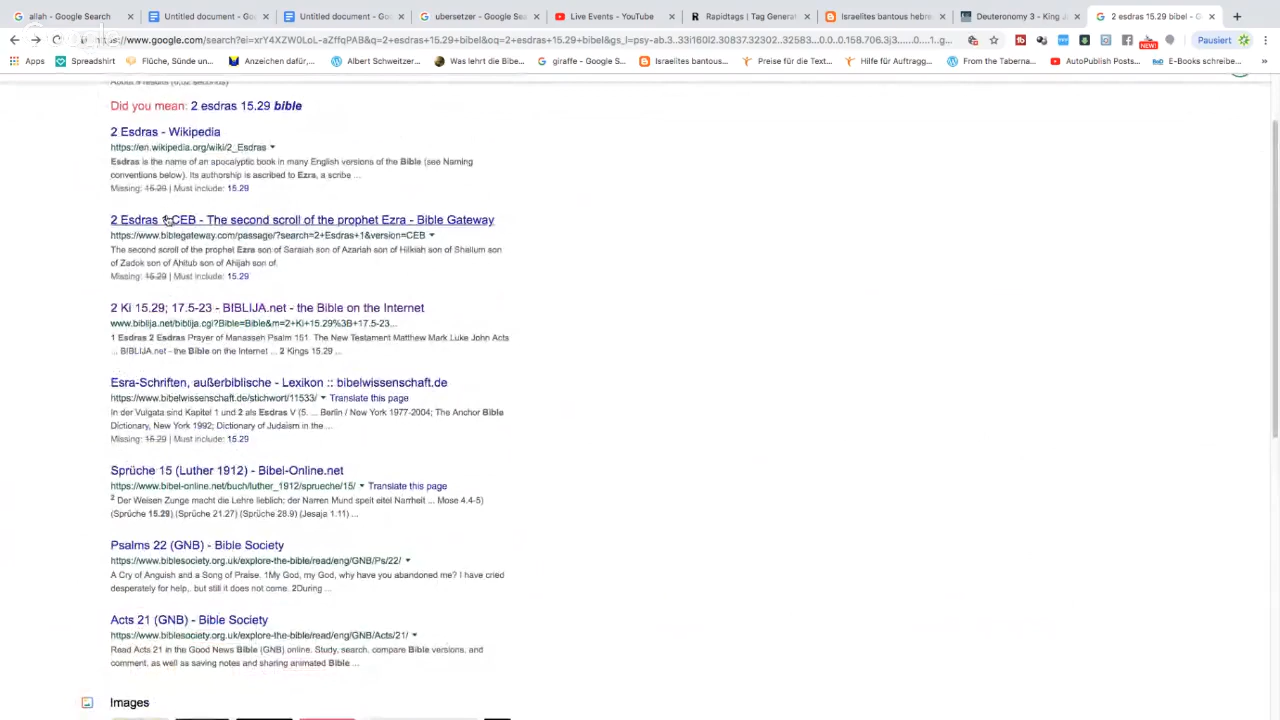 allah - Google Search
Untitled document - Goo
Untitled document - Goo
ubersetzer - Google Sea
Live Events - YouTube
Rapidtags | Tag Generat
Israelites bantous hebre
Deuteronomy 3 - King J
2 esdras 15.29 bibel - G
https://www.google.com/search?ei=xrY4XZW0LoL-aZffqPAB&q=2+esdras+15.29+bibel&oq=2+esdras+15.29+bibel&gs_l=psy-ab.3..33i160l2.30837.32302..32583...0.0..0.158.706.3j3......0....1..g...
NEW!
Pausiert
Apps
Spreadshirt
Flüche, Sünde un...
Anzeichen dafür,...
Albert Schweitzer...
Was lehrt die Bibe...
giraffe - Google S...
Israelites bantous...
Preise für die Text...
Hilfe für Auftragg...
From the Taberna...
AutoPublish Posts...
E-Books schreibe...
Did you mean: 2 esdras 15.29 bible
2 Esdras - Wikipedia
https://en.wikipedia.org/wiki/2_Esdras
Esdras is the name of an apocalyptic book in many English versions of the Bible (see Naming
conventions below). Its authorship is ascribed to Ezra, a scribe ...
Missing: 15.29 | Must include: 15.29
2 Esdras CEB - The second scroll of the prophet Ezra - Bible Gateway
https://www.biblegateway.com/passage/?search=2+Esdras+1&version=CEB
The second scroll of the prophet Ezra son of Saraiah son of Azariah son of Hilkiah son of Shellum son
of Zadok son of Ahitub son of Ahijah son of.
Missing: 15.29 | Must include: 15.29
2 Ki 15.29; 17.5-23 - BIBLIJA.net - the Bible on the Internet
www.biblija.net/biblija.cgi?Bible=Bible&m=2+Ki+15.29%3B+17.5-23...
1 Esdras 2 Esdras Prayer of Manasseh Psalm 151. The New Testament Matthew Mark Luke John Acts
... BIBLIJA.net - the Bible on the Internet ... 2 Kings 15.29 ...
Esra-Schriften, außerbiblische - Lexikon :: bibelwissenschaft.de
https://www.bibelwissenschaft.de/stichwort/11533/ Translate this page
In der Vulgata sind Kapitel 1 und 2 als Esdras V (5. ... Berlin / New York 1977-2004; The Anchor Bible
Dictionary, New York 1992; Dictionary of Judaism in the ...
Missing: 15.29 | Must include: 15.29
Sprüche 15 (Luther 1912) - Bibel-Online.net
https://www.bibel-online.net/buch/luther_1912/sprueche/15/ Translate this page
2 Der Weisen Zunge macht die Lehre lieblich; der Narren Mund speit eitel Narrheit ... Mose 4.4-5)
(Sprüche 15.29) (Sprüche 21.27) (Sprüche 28.9) (Jesaja 1.11) ...
Psalms 22 (GNB) - Bible Society
https://www.biblesociety.org.uk/explore-the-bible/read/eng/GNB/Ps/22/
A Cry of Anguish and a Song of Praise. 1My God, my God, why have you abandoned me? I have cried
desperately for help,. but still it does not come. 2During ...
Acts 21 (GNB) - Bible Society
https://www.biblesociety.org.uk/explore-the-bible/read/eng/GNB/Acts/21/
Read Acts 21 in the Good News Bible (GNB) online. Study, search, compare Bible versions, and
comment, as well as saving notes and sharing animated Bible ...
Images